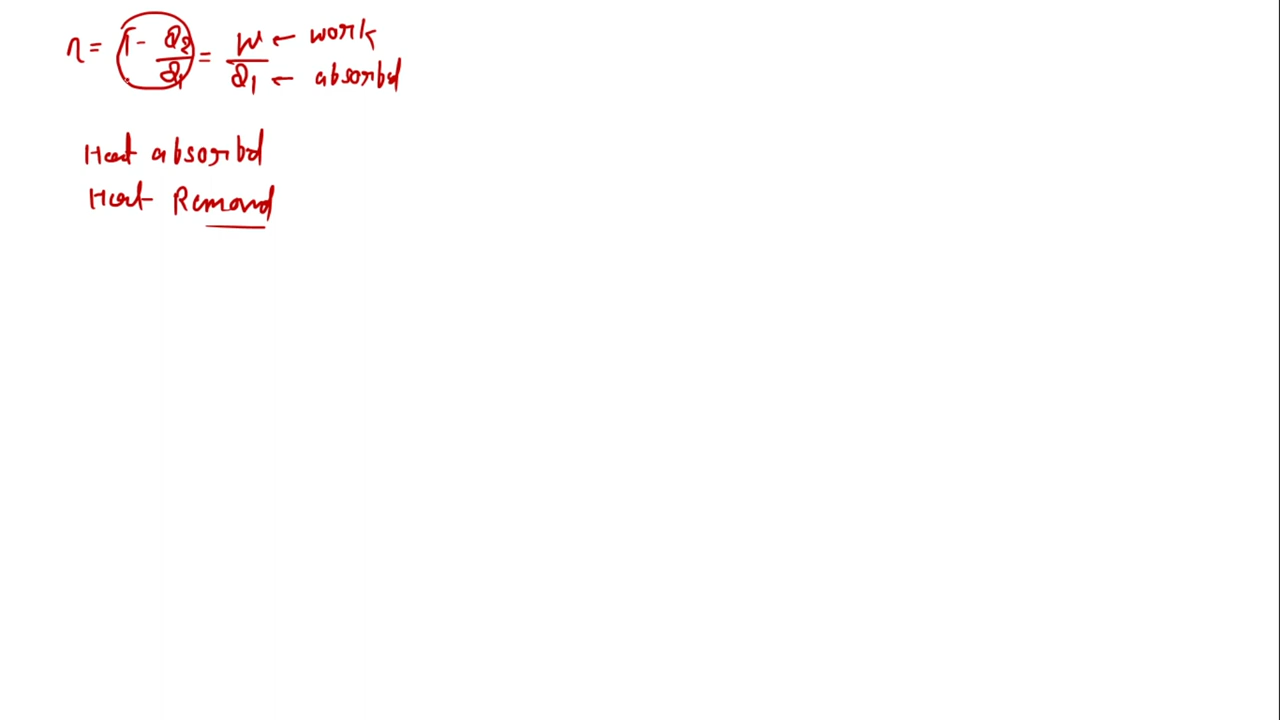 η = (1 - Q2/Q1) = W/Q1 ← work
← absorbed
Heat absorbed
Heat Removed